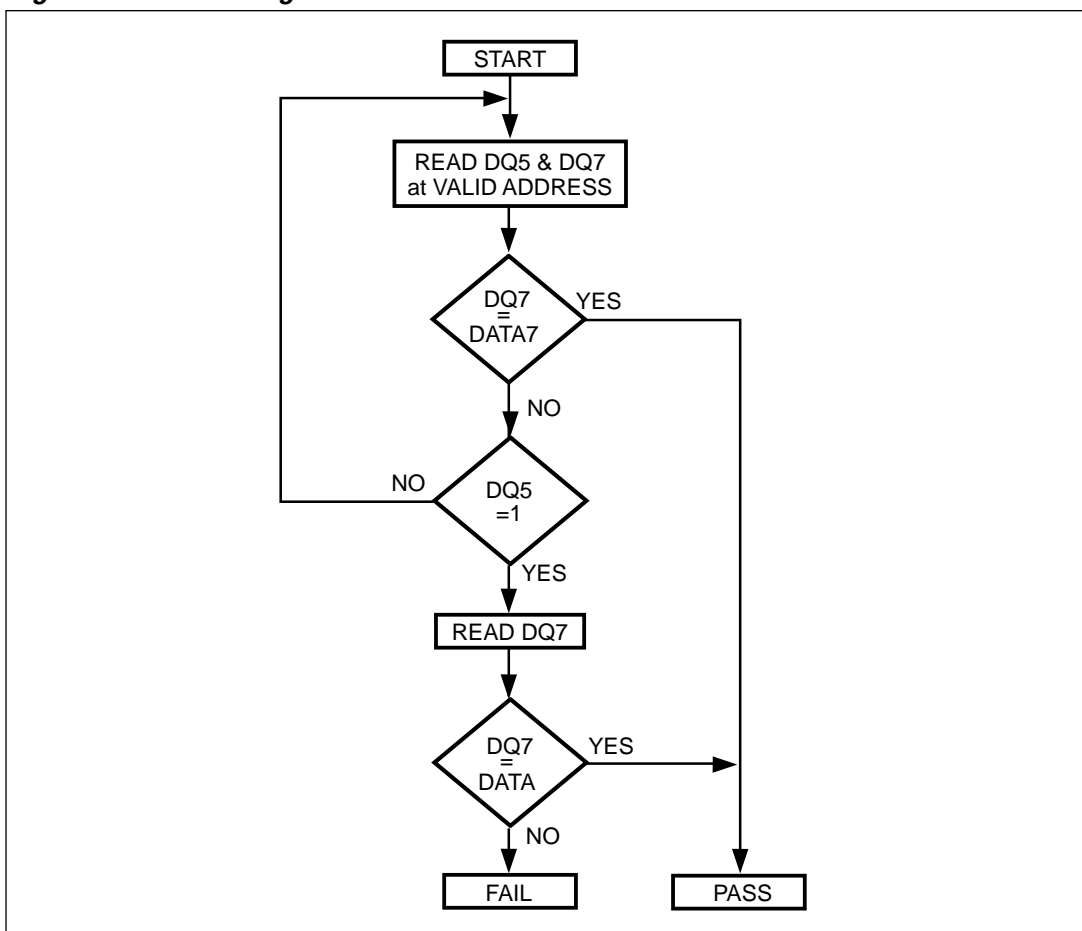 START
READ DQ5 & DQ7
at VALID ADDRESS
DQ7
=
DATA7
YES
NO
DQ5
=1
NO
YES
READ DQ7
DQ7
=
DATA
YES
NO
FAIL
PASS